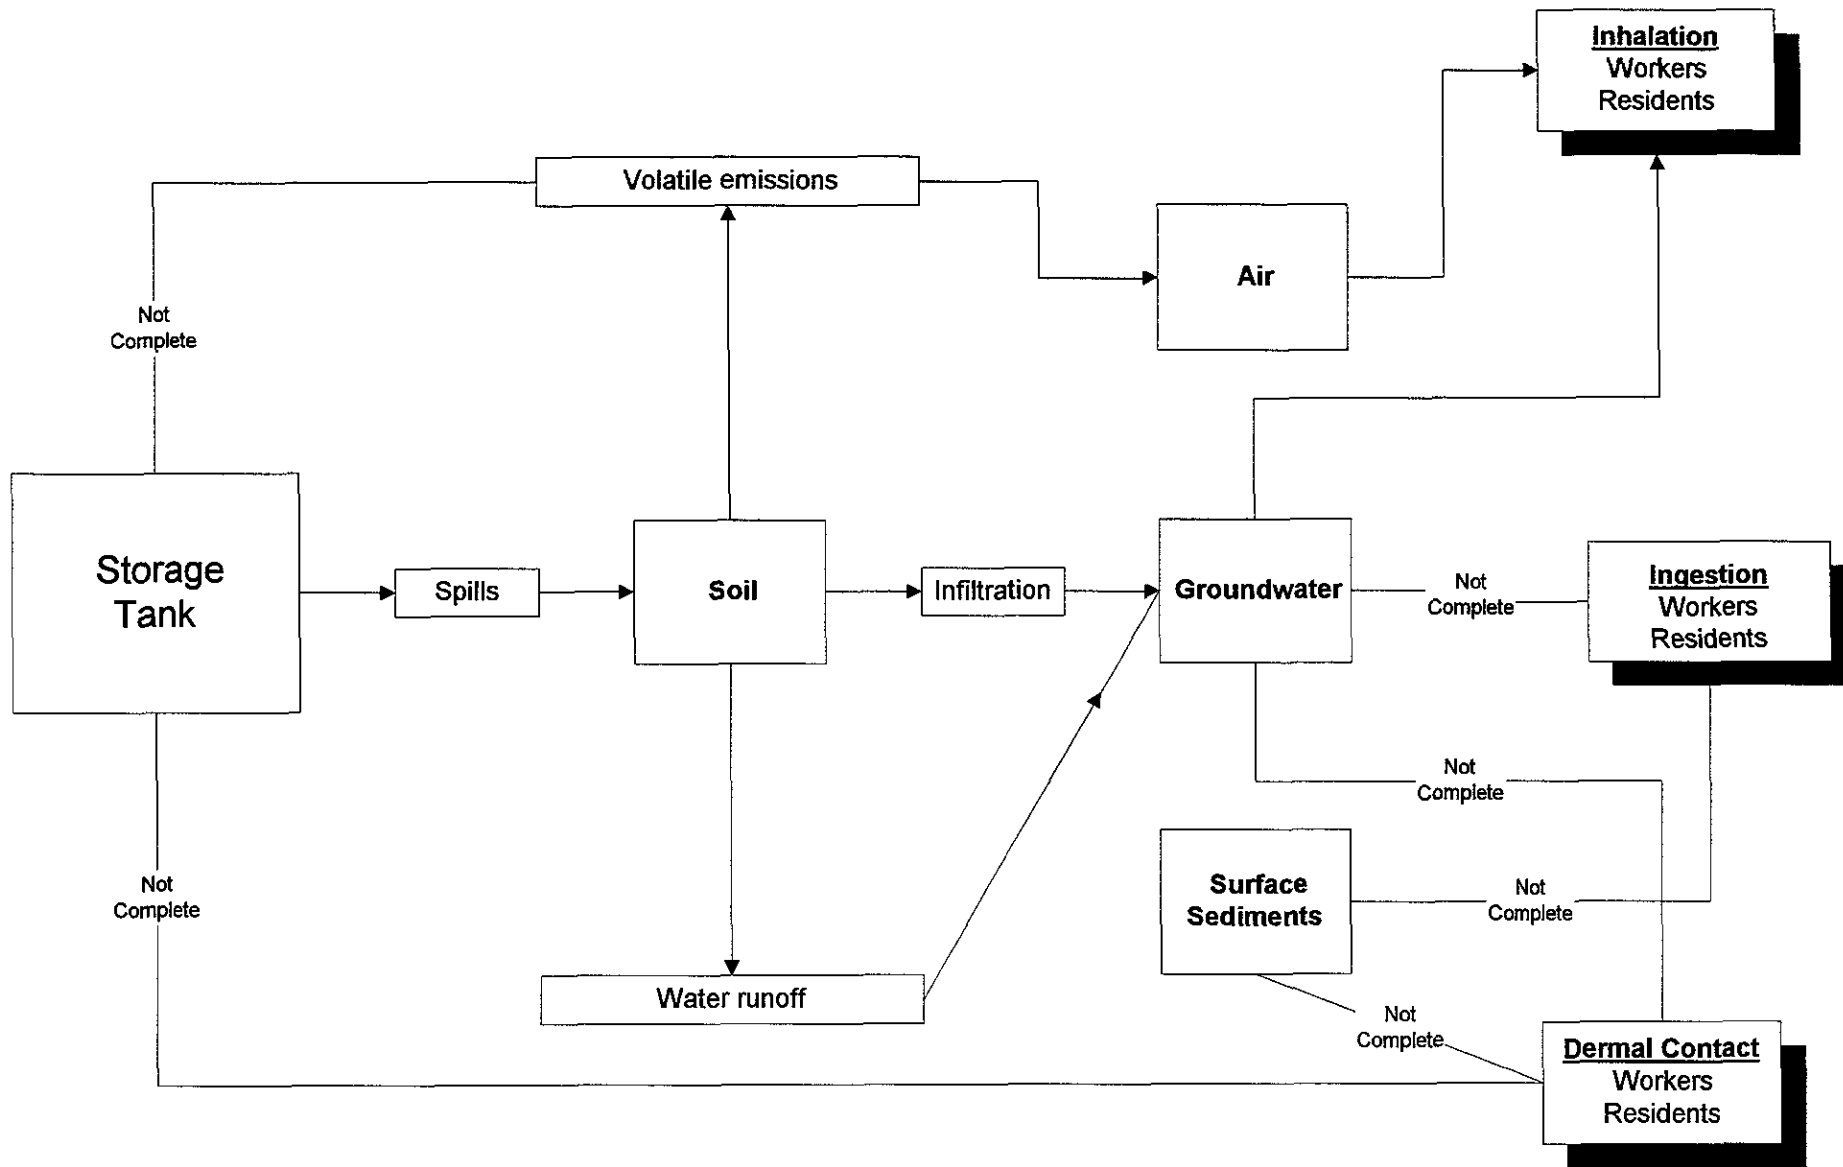 Inhalation
Workers
Residents
Volatile emissions
Air
Not
Complete
Storage
Tank
Spills
Soil
Infiltration
Groundwater
Not
Complete
Ingestion
Workers
Residents
Not
Complete
Surface
Sediments
Not
Complete
Not
Complete
Water runoff
Not
Complete
Dermal Contact
Workers
Residents